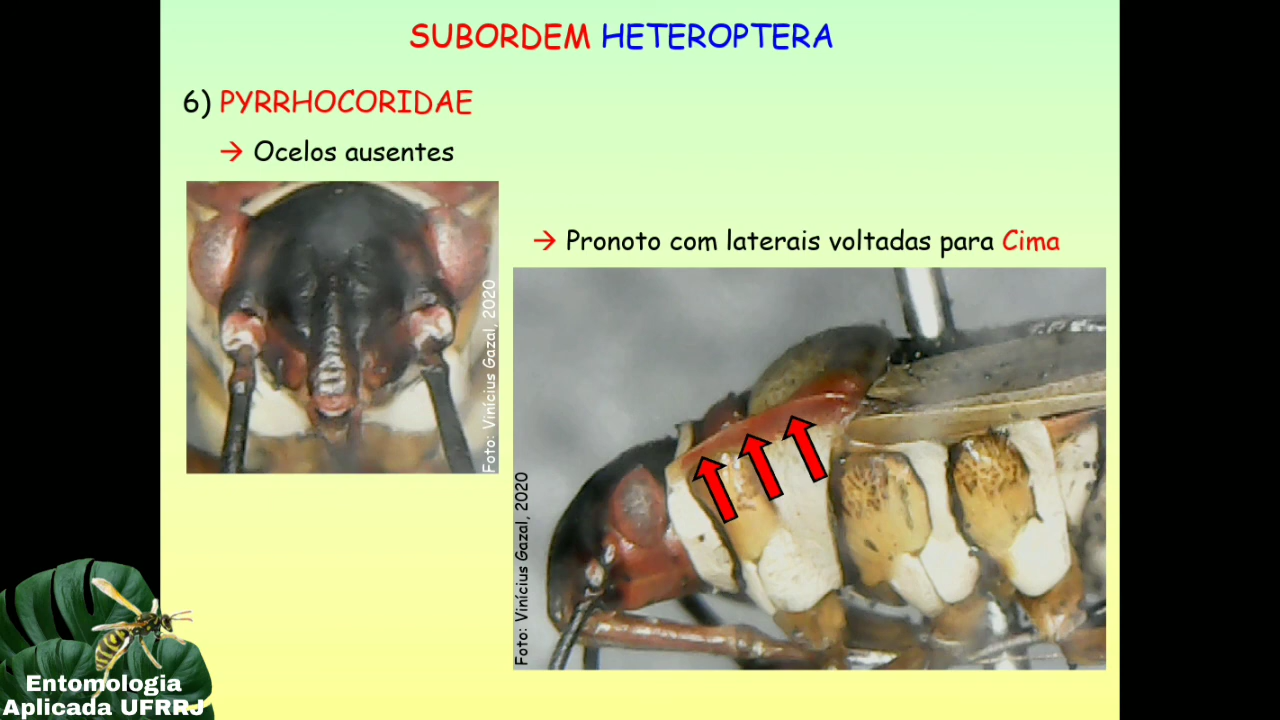 SUBORDEM HETEROPTERA
6) PYRRHOCORIDAE
→ Ocelos ausentes
Foto: Vinícius Gazal, 2020
→ Pronoto com laterais voltadas para Cima
Foto: Vinícius Gazal, 2020
Entomologia
Aplicada UFRRJ